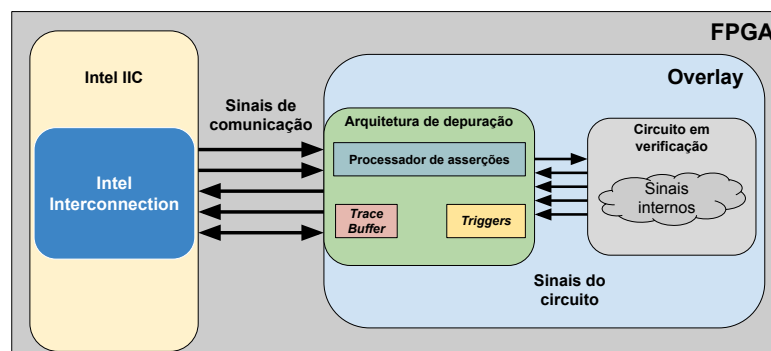 FPGA
Intel IIC
Overlay
Sinais de
comunicação
Arquitetura de depuração
Circuito em
verificação
Processador de asserções
Intel
Interconnection
Sinais
internos
Trace
Buffer
Triggers
Sinais do
circuito